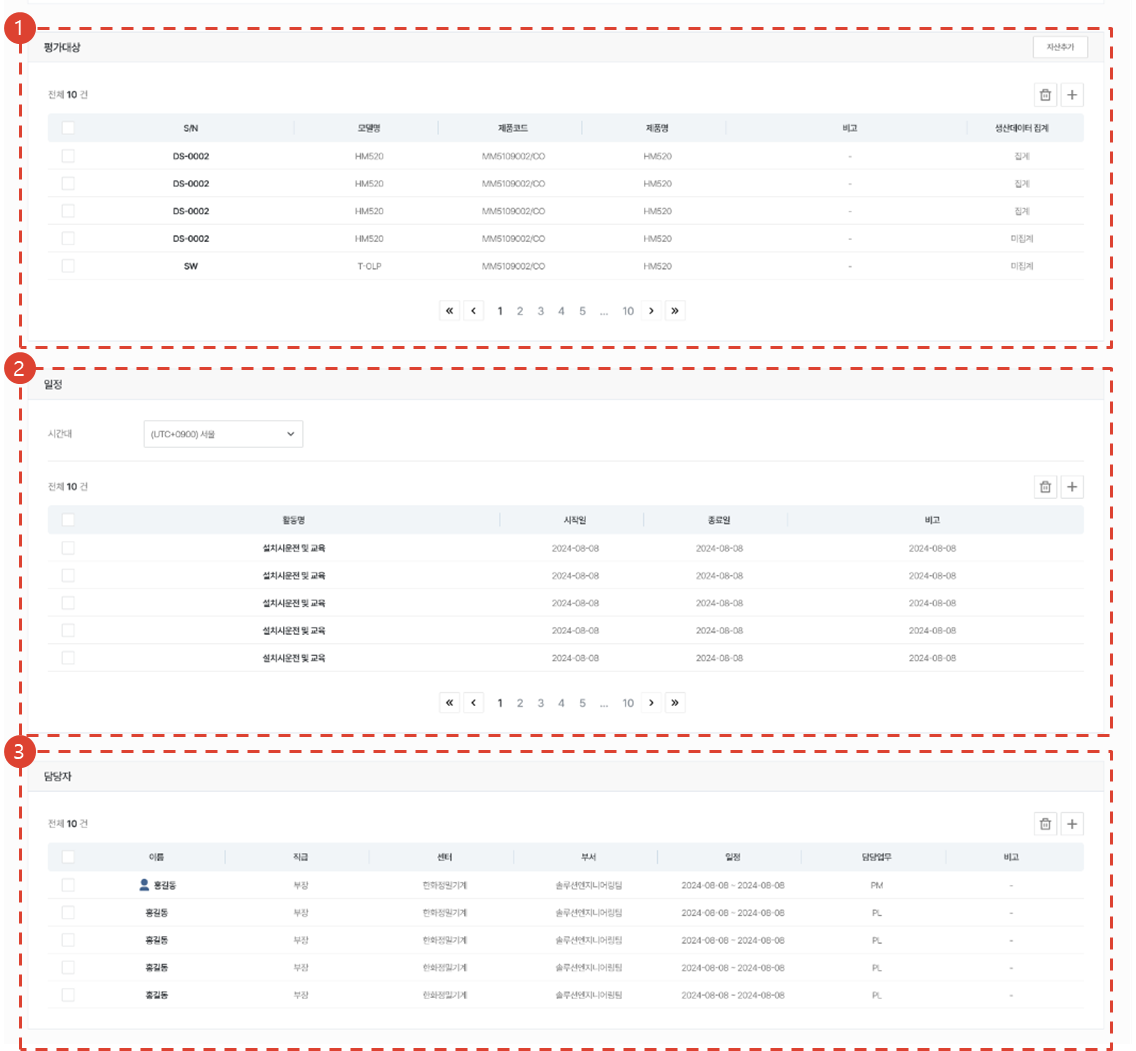 1
평가대상
자산추가
전체 10 건
S/N 모델명 제품코드 제품명 비고 생산데이터 집계
DS-0002 HM520 MM5109002/CO HM520 - 집계
DS-0002 HM520 MM5109002/CO HM520 - 집계
DS-0002 HM520 MM5109002/CO HM520 - 집계
DS-0002 HM520 MM5109002/CO HM520 - 미집계
SW T-OLP MM5109002/CO HM520 - 미집계
« ‹ 1 2 3 4 5 ... 10 › »
2
일정
시간대 (UTC+0900) 서울
전체 10 건
활동명 시작일 종료일 비고
설치시운전 및 교육 2024-08-08 2024-08-08 2024-08-08
설치시운전 및 교육 2024-08-08 2024-08-08 2024-08-08
설치시운전 및 교육 2024-08-08 2024-08-08 2024-08-08
설치시운전 및 교육 2024-08-08 2024-08-08 2024-08-08
설치시운전 및 교육 2024-08-08 2024-08-08 2024-08-08
« ‹ 1 2 3 4 5 ... 10 › »
3
담당자
전체 10 건
이름 직급 센터 부서 일정 담당업무 비고
홍길동 부장 한화정밀기계 솔루션엔지니어링팀 2024-08-08 ~ 2024-08-08 PM -
홍길동 부장 한화정밀기계 솔루션엔지니어링팀 2024-08-08 ~ 2024-08-08 PL -
홍길동 부장 한화정밀기계 솔루션엔지니어링팀 2024-08-08 ~ 2024-08-08 PL -
홍길동 부장 한화정밀기계 솔루션엔지니어링팀 2024-08-08 ~ 2024-08-08 PL -
홍길동 부장 한화정밀기계 솔루션엔지니어링팀 2024-08-08 ~ 2024-08-08 PL -